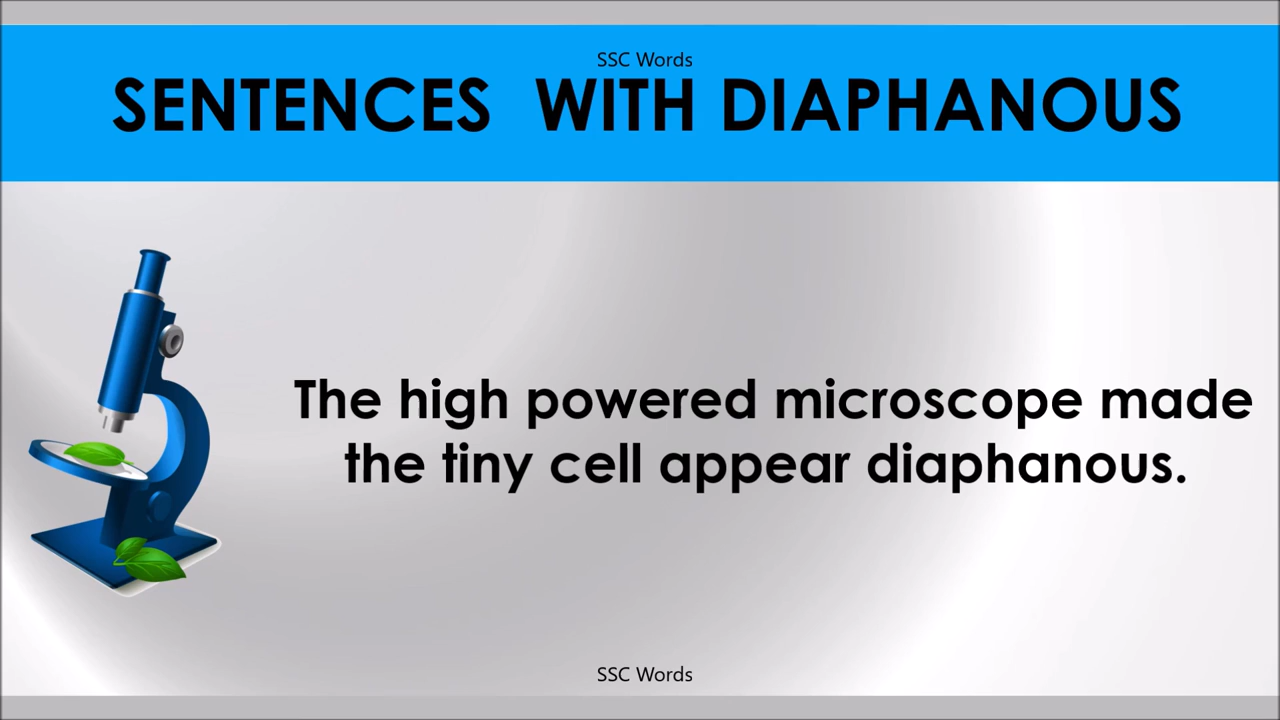 SSC Words
SENTENCES WITH DIAPHANOUS
The high powered microscope made
the tiny cell appear diaphanous.
SSC Words